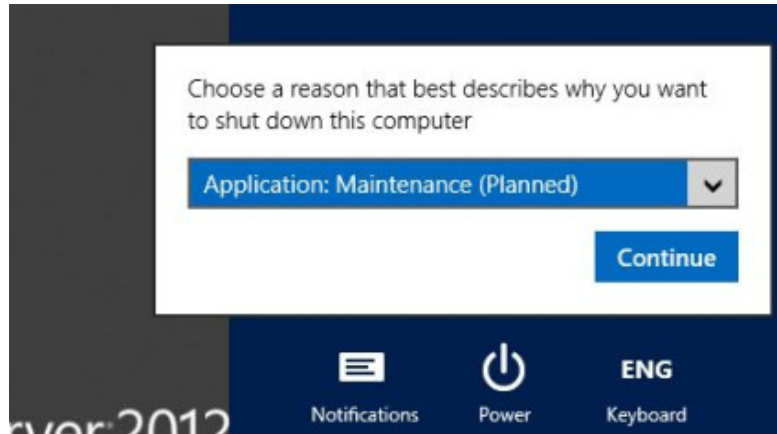 Choose a reason that best describes why you want
to shut down this computer
Application: Maintenance (Planned)
Continue
ENG
Notifications Power Keyboard
2012